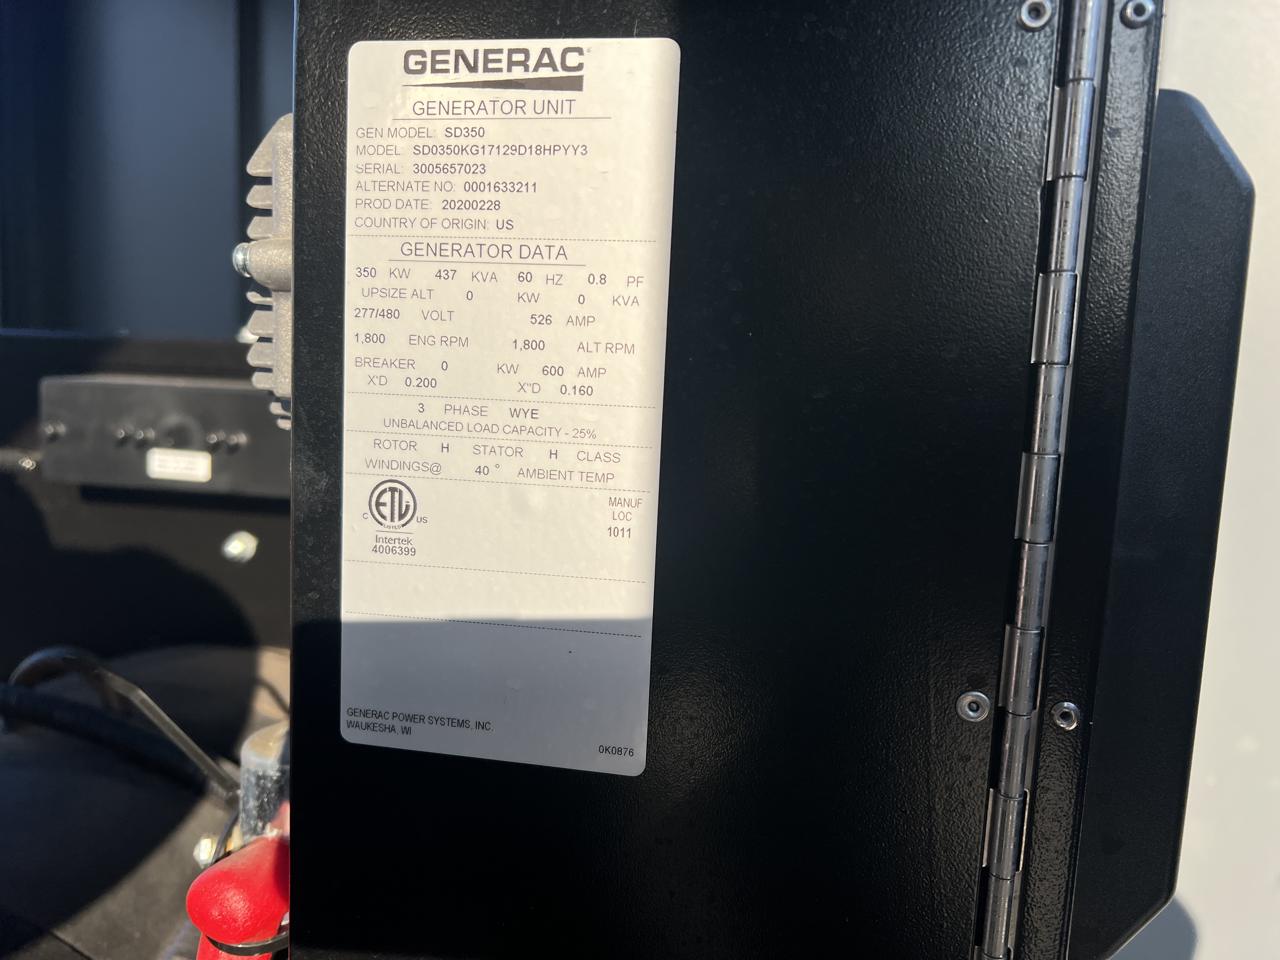 GENERAC
GENERATOR UNIT
GEN MODEL: SD350
MODEL: SD0350KG17129D18HPYY3
SERIAL: 3005657023
ALTERNATE NO: 0001633211
PROD DATE: 20200228
COUNTRY OF ORIGIN: US
GENERATOR DATA
350 KW 437 KVA 60 HZ 0.8 PF
UPSIZE ALT 0 KW 0 KVA
277/480 VOLT 526 AMP
1,800 ENG RPM 1,800 ALT RPM
BREAKER 0 KW 600 AMP
X'D 0.200 X"D 0.160
3 PHASE WYE
UNBALANCED LOAD CAPACITY - 25%
ROTOR H STATOR H CLASS
WINDINGS@ 40 ° AMBIENT TEMP
C ETL US
LISTED
Intertek
4006399
MANUF
LOC
1011
GENERAC POWER SYSTEMS, INC.
WAUKESHA, WI
0K0876